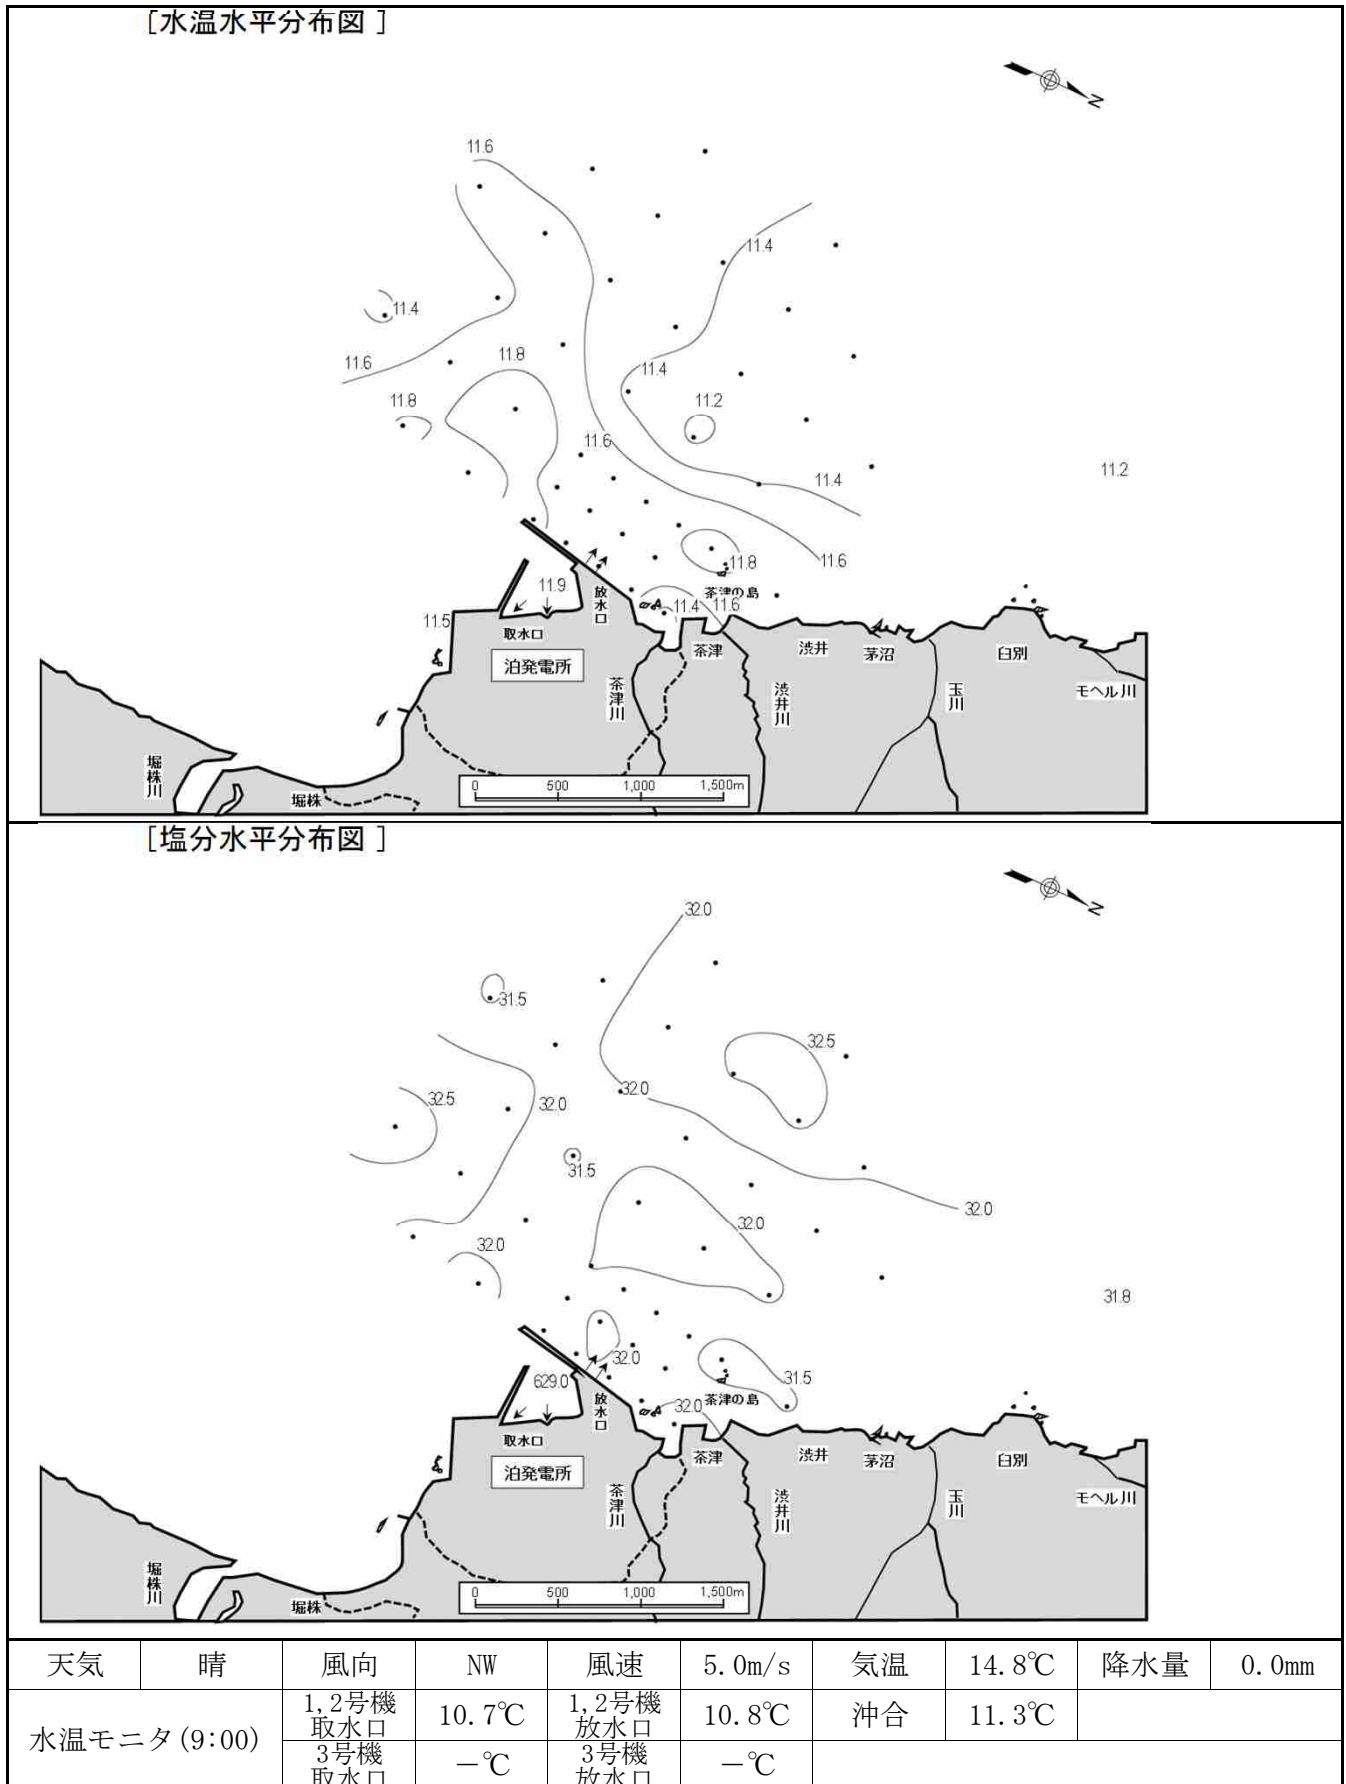 [水温水平分布図 ]
N
11.6
11.4
11.4
11.6
11.8
11.4
11.8
11.2
11.6
11.2
11.4
11.6
11.8
11.9
放水口
茶津の島
11.4
11.6
11.5
取水口
泊発電所
茶津
渋井
茅沼
臼別
茶津川
渋井川
玉川
モヘル川
堀株川
堀株
0 500 1,000 1,500m
[塩分水平分布図 ]
N
32.0
31.5
32.5
32.5
32.0
32.0
31.5
32.0
32.0
32.0
31.8
32.0
31.5
629.0
放水口
32.0
茶津の島
取水口
泊発電所
茶津
渋井
茅沼
臼別
茶津川
渋井川
玉川
モヘル川
堀株川
堀株
0 500 1,000 1,500m
天気 晴 風向 NW 風速 5.0m/s 気温 14.8℃ 降水量 0.0mm
水温モニタ(9:00) 1,2号機取水口 10.7℃ 1,2号機放水口 10.8℃ 沖合 11.3℃
3号機取水口 −℃ 3号機放水口 −℃